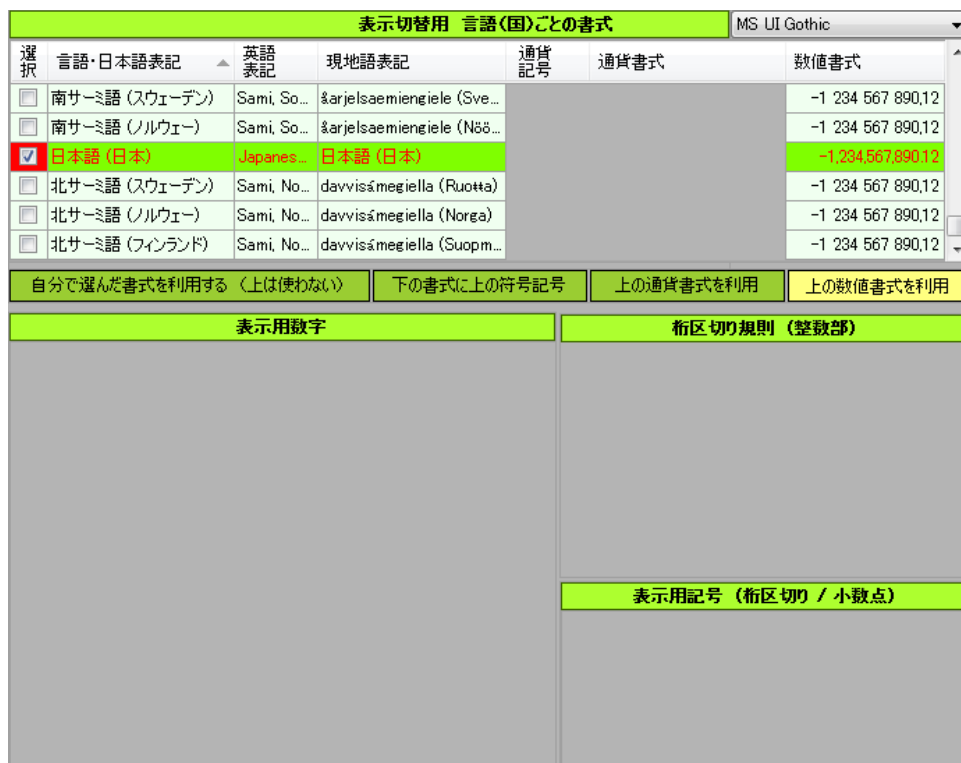 表示切替用 言語(国)ごとの書式 MS UI Gothic
選択 言語・日本語表記 英語表記 現地語表記 通貨記号 通貨書式 数値書式
南サーミ語 (スウェーデン) Sami, So... åarjelsaemiengiele (Sve... -1 234 567 890,12
南サーミ語 (ノルウェー) Sami, So... åarjelsaemiengiele (Nöö... -1 234 567 890,12
日本語 (日本) Japanes... 日本語 (日本) -1,234,567,890.12
北サーミ語 (スウェーデン) Sami, No... davvisámegiella (Ruoŧŧa) -1 234 567 890,12
北サーミ語 (ノルウェー) Sami, No... davvisámegiella (Norga) -1 234 567 890,12
北サーミ語 (フィンランド) Sami, No... davvisámegiella (Suopm... -1 234 567 890,12
自分で選んだ書式を利用する (上は使わない) 下の書式に上の符号記号 上の通貨書式を利用 上の数値書式を利用
表示用数字 桁区切り規則 (整数部)
表示用記号 (桁区切り / 小数点)